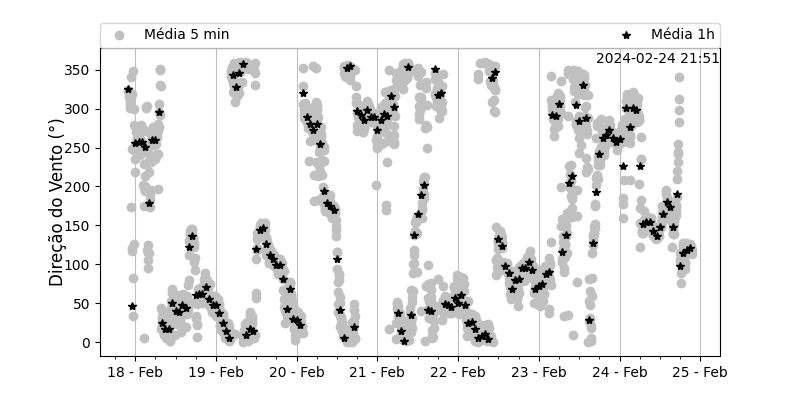 Média 5 min
Média 1h
2024-02-24 21:51
Direção do Vento (°)
350
300
250
200
150
100
50
0
18 - Feb
19 - Feb
20 - Feb
21 - Feb
22 - Feb
23 - Feb
24 - Feb
25 - Feb